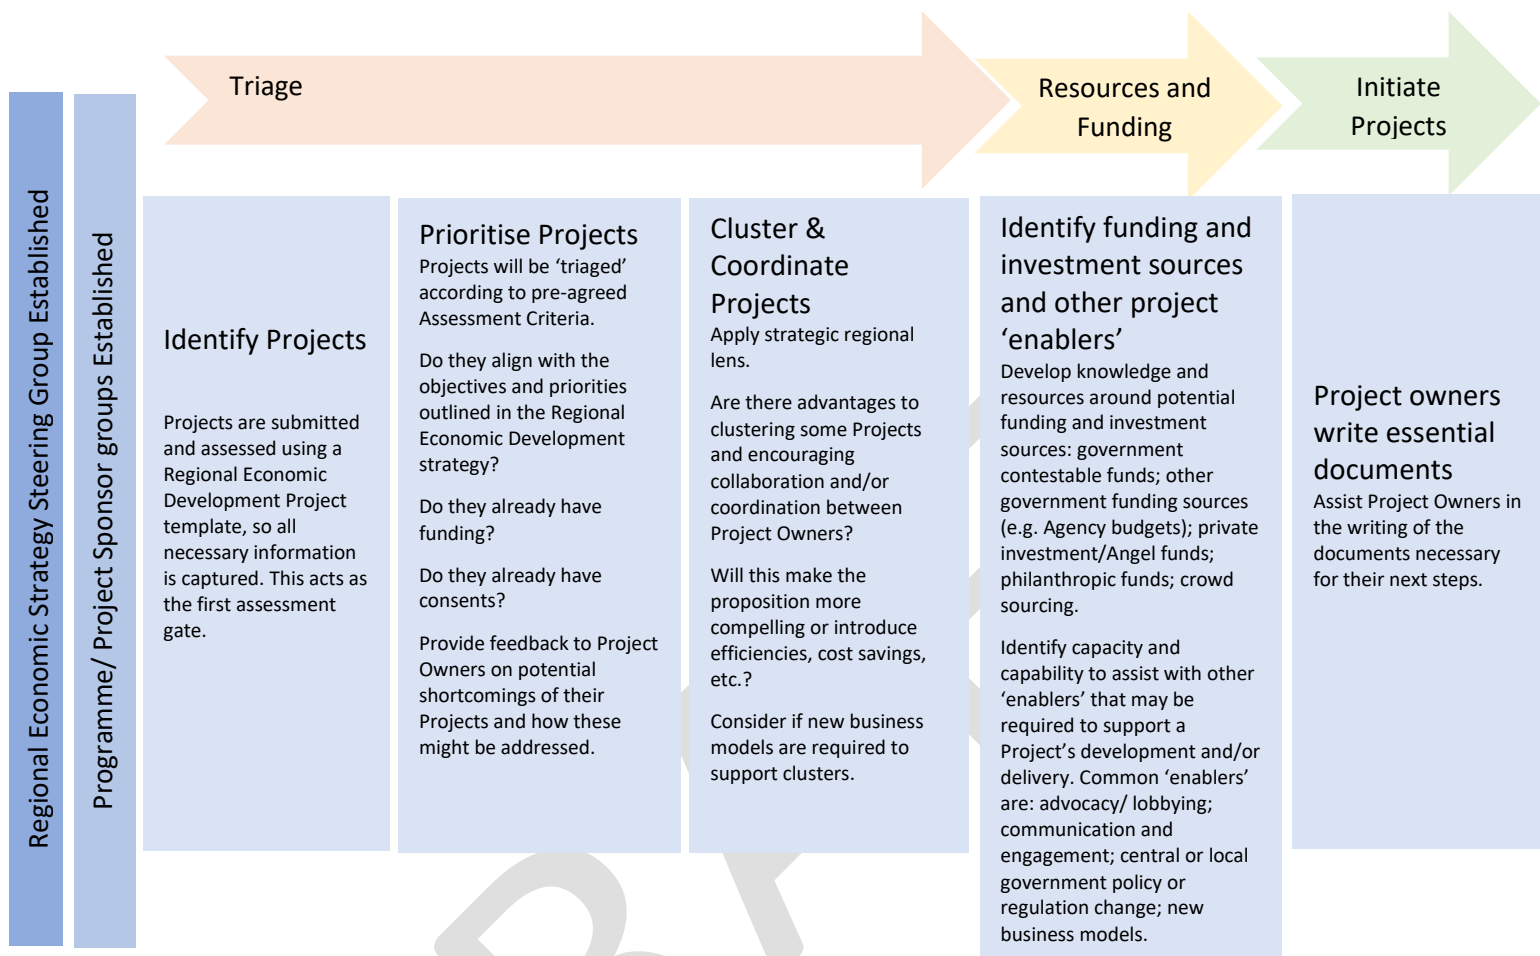 Regional Economic Strategy Steering Group Established
Programme/ Project Sponsor groups Established
Triage
Resources and
Funding
Initiate
Projects
Identify Projects
Projects are submitted
and assessed using a
Regional Economic
Development Project
template, so all
necessary information
is captured. This acts as
the first assessment
gate.
Prioritise Projects
Projects will be ‘triaged’
according to pre-agreed
Assessment Criteria.
Do they align with the
objectives and priorities
outlined in the Regional
Economic Development
strategy?
Do they already have
funding?
Do they already have
consents?
Provide feedback to Project
Owners on potential
shortcomings of their
Projects and how these
might be addressed.
Cluster &
Coordinate
Projects
Apply strategic regional
lens.
Are there advantages to
clustering some Projects
and encouraging
collaboration and/or
coordination between
Project Owners?
Will this make the
proposition more
compelling or introduce
efficiencies, cost savings,
etc.?
Consider if new business
models are required to
support clusters.
Identify funding and
investment sources
and other project
‘enablers’
Develop knowledge and
resources around potential
funding and investment
sources: government
contestable funds; other
government funding sources
(e.g. Agency budgets); private
investment/Angel funds;
philanthropic funds; crowd
sourcing.
Identify capacity and
capability to assist with other
‘enablers’ that may be
required to support a
Project’s development and/or
delivery. Common ‘enablers’
are: advocacy/ lobbying;
communication and
engagement; central or local
government policy or
regulation change; new
business models.
Project owners
write essential
documents
Assist Project Owners in
the writing of the
documents necessary
for their next steps.